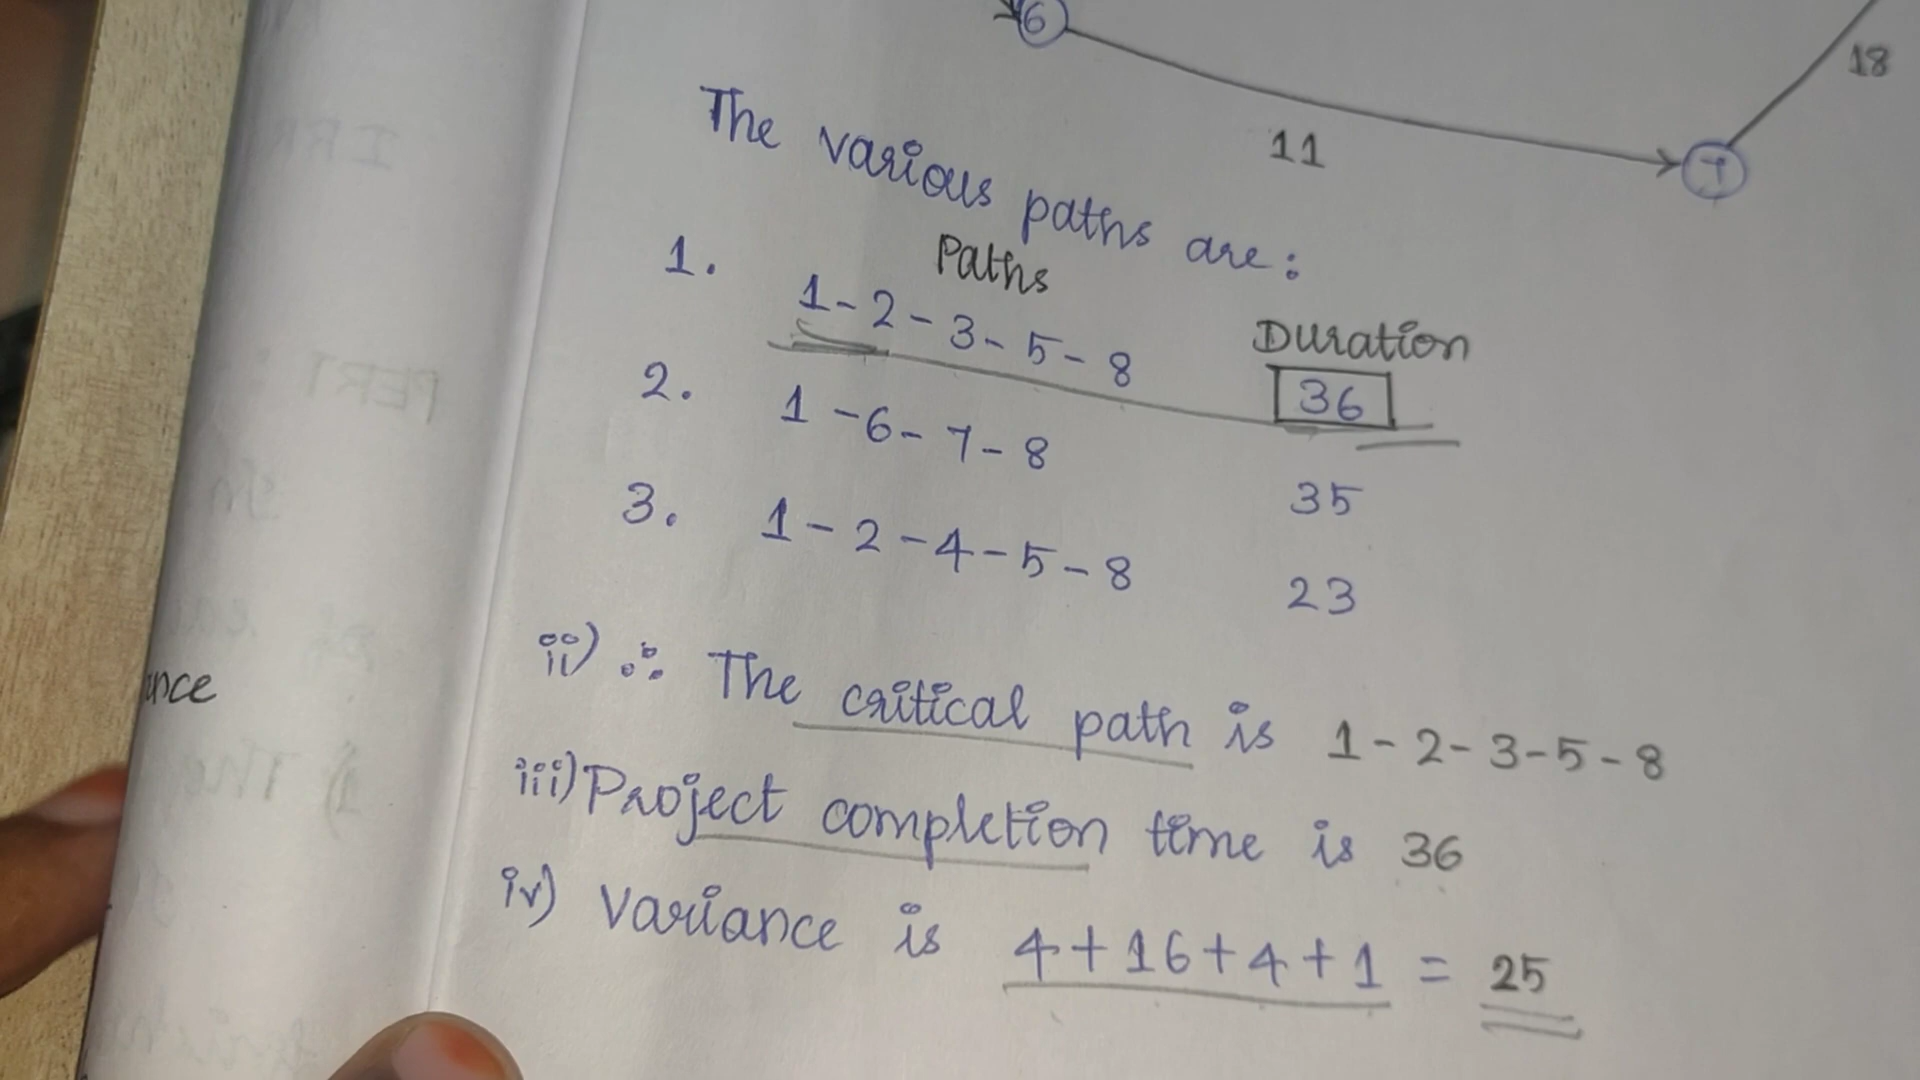 6
18
11
7
The various paths are:
Paths Duration
1. 1-2-3-5-8 36
2. 1-6-7-8 35
3. 1-2-4-5-8 23
ii) ∴ The critical path is 1-2-3-5-8
iii) Project completion time is 36
iv) Variance is 4+16+4+1 = 25